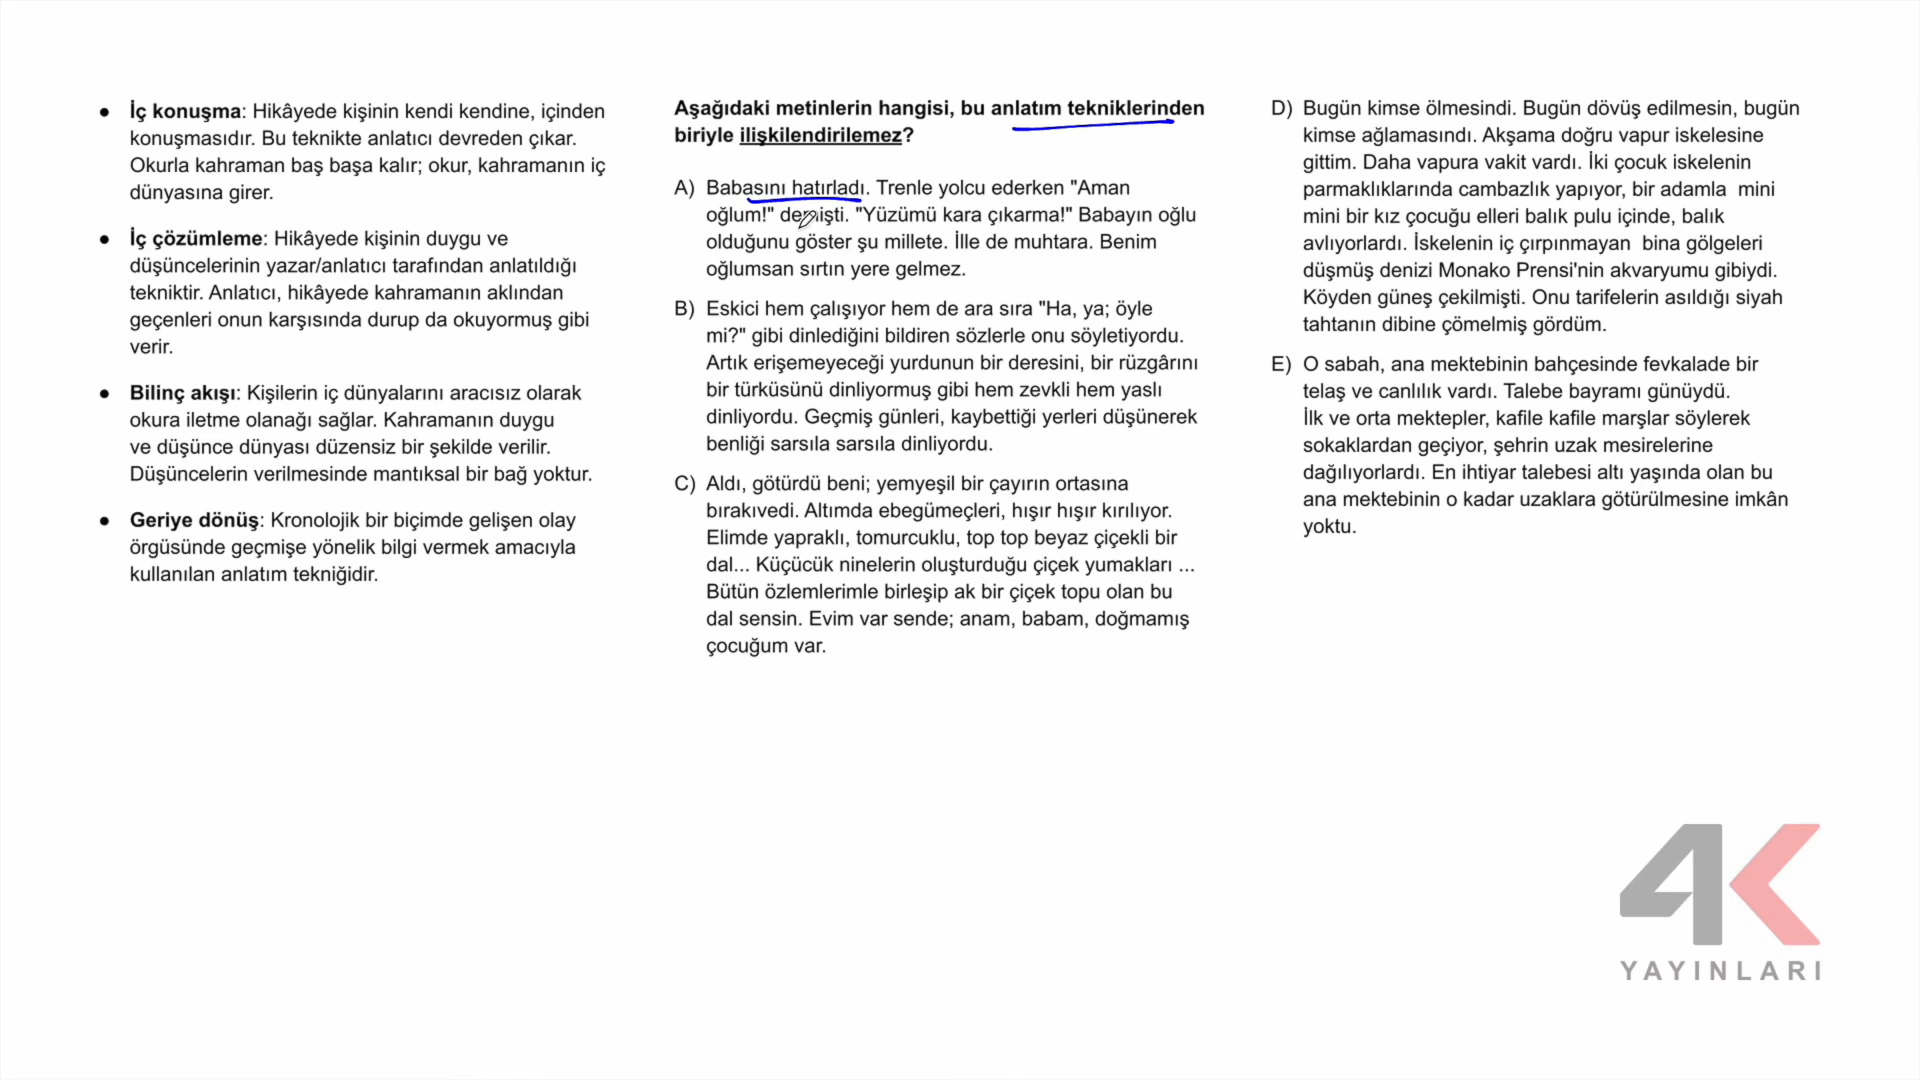 ● İç konuşma: Hikâyede kişinin kendi kendine, içinden
konuşmasıdır. Bu teknikte anlatıcı devreden çıkar.
Okurla kahraman baş başa kalır; okur, kahramanın iç
dünyasına girer.
● İç çözümleme: Hikâyede kişinin duygu ve
düşüncelerinin yazar/anlatıcı tarafından anlatıldığı
tekniktir. Anlatıcı, hikâyede kahramanın aklından
geçenleri onun karşısında durup da okuyormuş gibi
verir.
● Bilinç akışı: Kişilerin iç dünyalarını aracısız olarak
okura iletme olanağı sağlar. Kahramanın duygu
ve düşünce dünyası düzensiz bir şekilde verilir.
Düşüncelerin verilmesinde mantıksal bir bağ yoktur.
● Geriye dönüş: Kronolojik bir biçimde gelişen olay
örgüsünde geçmişe yönelik bilgi vermek amacıyla
kullanılan anlatım tekniğidir.
Aşağıdaki metinlerin hangisi, bu anlatım tekniklerinden
biriyle ilişkilendirilemez?
A) Babasını hatırladı. Trenle yolcu ederken "Aman
oğlum!" demişti. "Yüzümü kara çıkarma!" Babayın oğlu
olduğunu göster şu millete. İlle de muhtara. Benim
oğlumsan sırtın yere gelmez.
B) Eskici hem çalışıyor hem de ara sıra "Ha, ya; öyle
mi?" gibi dinlediğini bildiren sözlerle onu söyletiyordu.
Artık erişemeyeceği yurdunun bir deresini, bir rüzgârını
bir türküsünü dinliyormuş gibi hem zevkli hem yaslı
dinliyordu. Geçmiş günleri, kaybettiği yerleri düşünerek
benliği sarsıla sarsıla dinliyordu.
C) Aldı, götürdü beni; yemyeşil bir çayırın ortasına
bırakıvedi. Altımda ebegümeçleri, hışır hışır kırılıyor.
Elimde yapraklı, tomurcuklu, top top beyaz çiçekli bir
dal... Küçücük ninelerin oluşturduğu çiçek yumakları ...
Bütün özlemlerimle birleşip ak bir çiçek topu olan bu
dal sensin. Evim var sende; anam, babam, doğmamış
çocuğum var.
D) Bugün kimse ölmesindi. Bugün dövüş edilmesin, bugün
kimse ağlamasındı. Akşama doğru vapur iskelesine
gittim. Daha vapura vakit vardı. İki çocuk iskelenin
parmaklıklarında cambazlık yapıyor, bir adamla mini
mini bir kız çocuğu elleri balık pulu içinde, balık
avlıyorlardı. İskelenin iç çırpınmayan bina gölgeleri
düşmüş denizi Monako Prensi'nin akvaryumu gibiydi.
Köyden güneş çekilmişti. Onu tarifelerin asıldığı siyah
tahtanın dibine çömelmiş gördüm.
E) O sabah, ana mektebinin bahçesinde fevkalade bir
telaş ve canlılık vardı. Talebe bayramı günüydü.
İlk ve orta mektepler, kafile kafile marşlar söylerek
sokaklardan geçiyor, şehrin uzak mesirelerine
dağılıyorlardı. En ihtiyar talebesi altı yaşında olan bu
ana mektebinin o kadar uzaklara götürülmesine imkân
yoktu.
4K
YAYINLARI